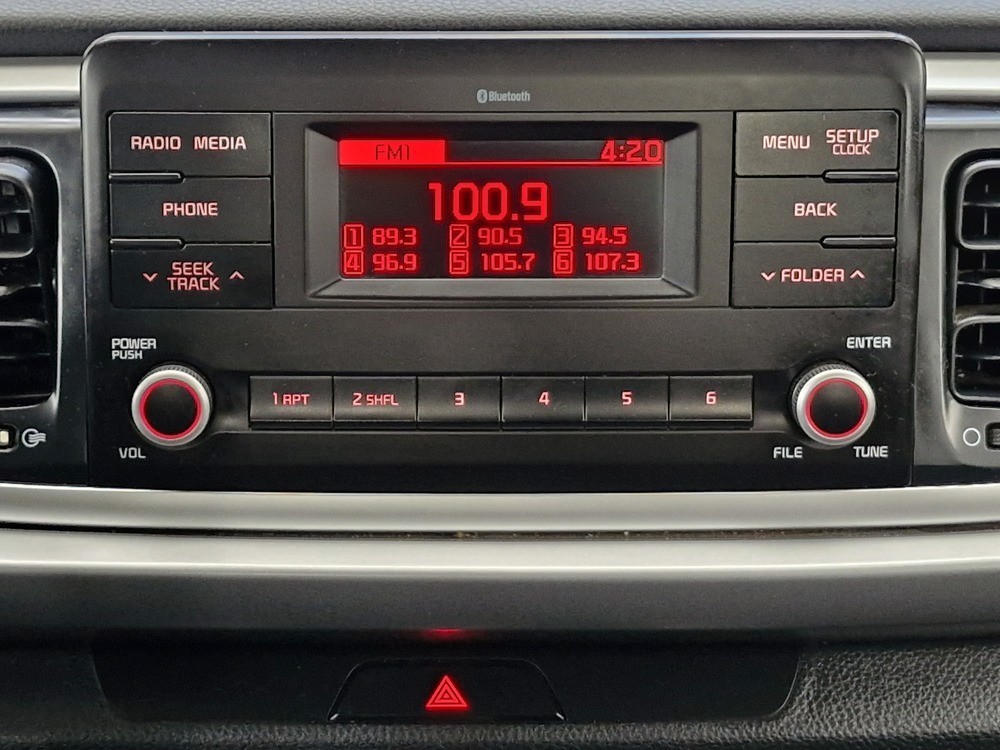 Bluetooth
RADIO MEDIA
PHONE
SEEK
TRACK
FM1 4:20
100.9
1 89.3 2 90.5 3 94.5
4 96.9 5 105.7 6 107.3
MENU SETUP
CLOCK
BACK
FOLDER
POWER
PUSH
VOL
1 RPT 2 SHFL 3 4 5 6
ENTER
FILE TUNE